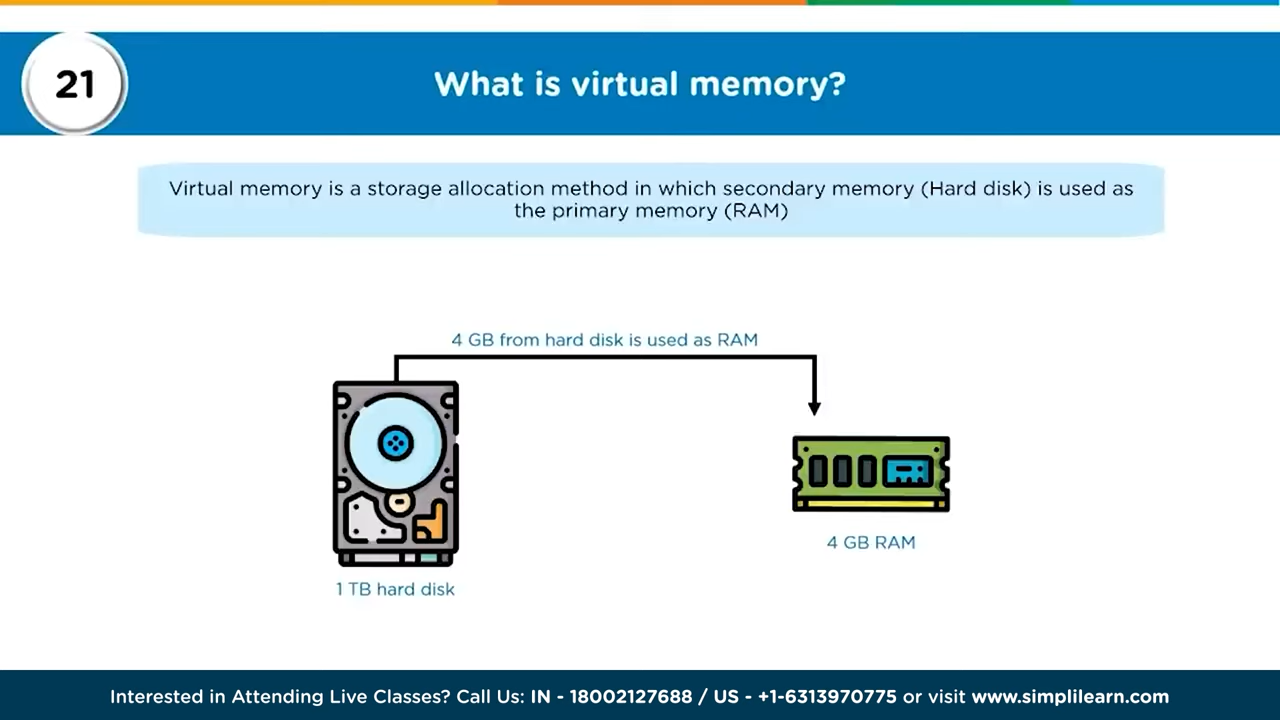 21
What is virtual memory?
Virtual memory is a storage allocation method in which secondary memory (Hard disk) is used as
the primary memory (RAM)
4 GB from hard disk is used as RAM
4 GB RAM
1 TB hard disk
Interested in Attending Live Classes? Call Us: IN - 18002127688 / US - +1-6313970775 or visit www.simplilearn.com